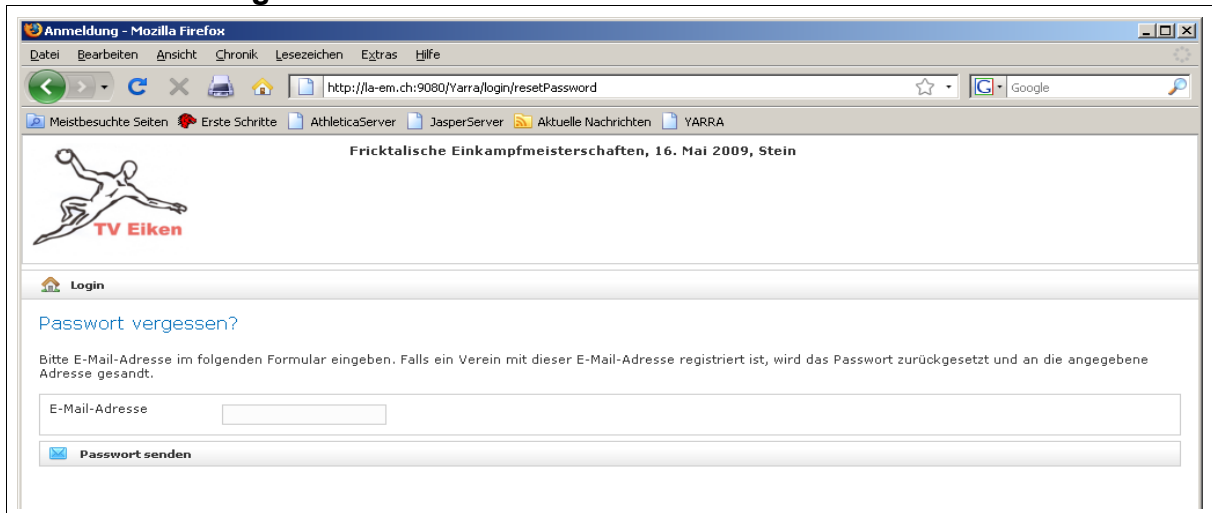 Anmeldung - Mozilla Firefox
Datei Bearbeiten Ansicht Chronik Lesezeichen Extras Hilfe
http://la-em.ch:9080/Yarra/login/resetPassword
G Google
Meistbesuchte Seiten Erste Schritte AthleticaServer JasperServer Aktuelle Nachrichten YARRA
Fricktalische Einkampfmeisterschaften, 16. Mai 2009, Stein
TV Eiken
Login
Passwort vergessen?
Bitte E-Mail-Adresse im folgenden Formular eingeben. Falls ein Verein mit dieser E-Mail-Adresse registriert ist, wird das Passwort zurückgesetzt und an die angegebene
Adresse gesandt.
E-Mail-Adresse
Passwort senden